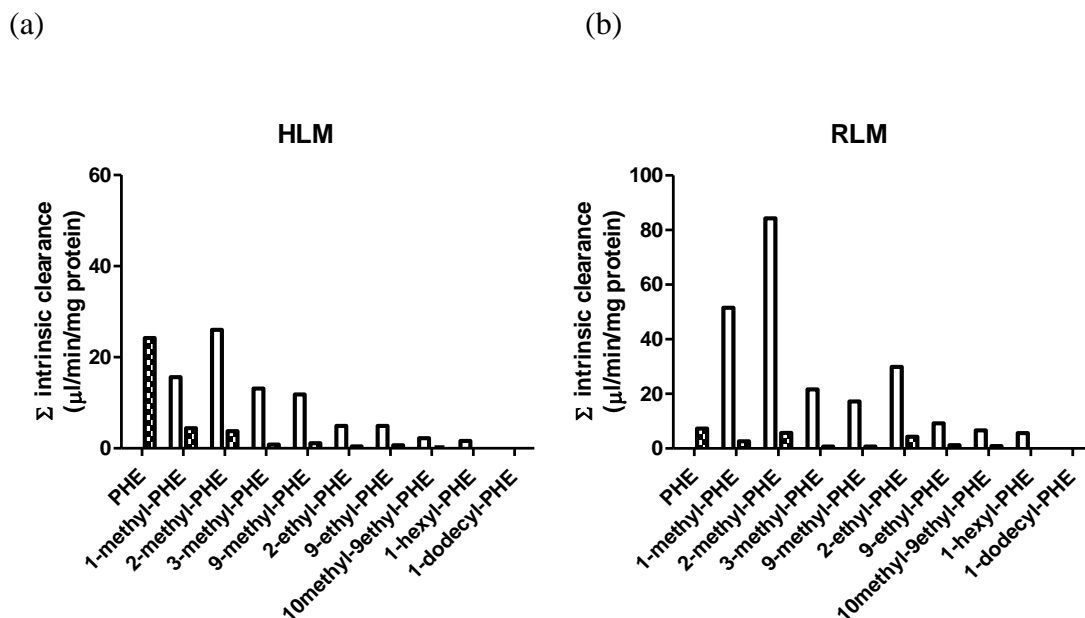 (a)
(b)
HLM
Σ intrinsic clearance
(μl/min/mg protein)
60
40
20
0
PHE
1-methyl-PHE
2-methyl-PHE
3-methyl-PHE
9-methyl-PHE
2-ethyl-PHE
9-ethyl-PHE
10methyl-9ethyl-PHE
1-hexyl-PHE
1-dodecyl-PHE
RLM
Σ intrinsic clearance
(μl/min/mg protein)
100
80
60
40
20
0
PHE
1-methyl-PHE
2-methyl-PHE
3-methyl-PHE
9-methyl-PHE
2-ethyl-PHE
9-ethyl-PHE
10methyl-9ethyl-PHE
1-hexyl-PHE
1-dodecyl-PHE